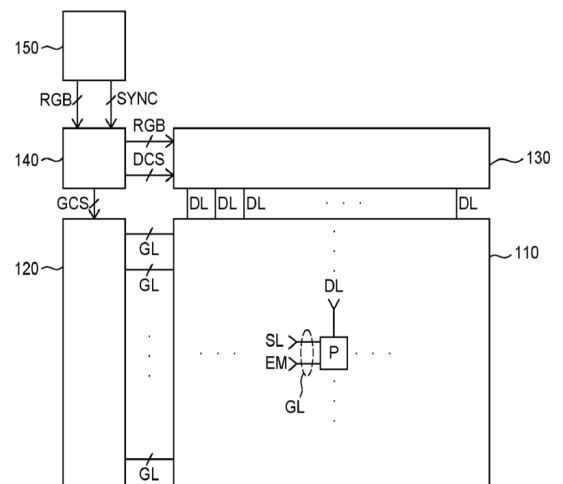 150
RGB
SYNC
RGB
140
DCS
130
GCS
DL DL DL DL
120
GL
110
GL
DL
SL
P
EM
GL
GL